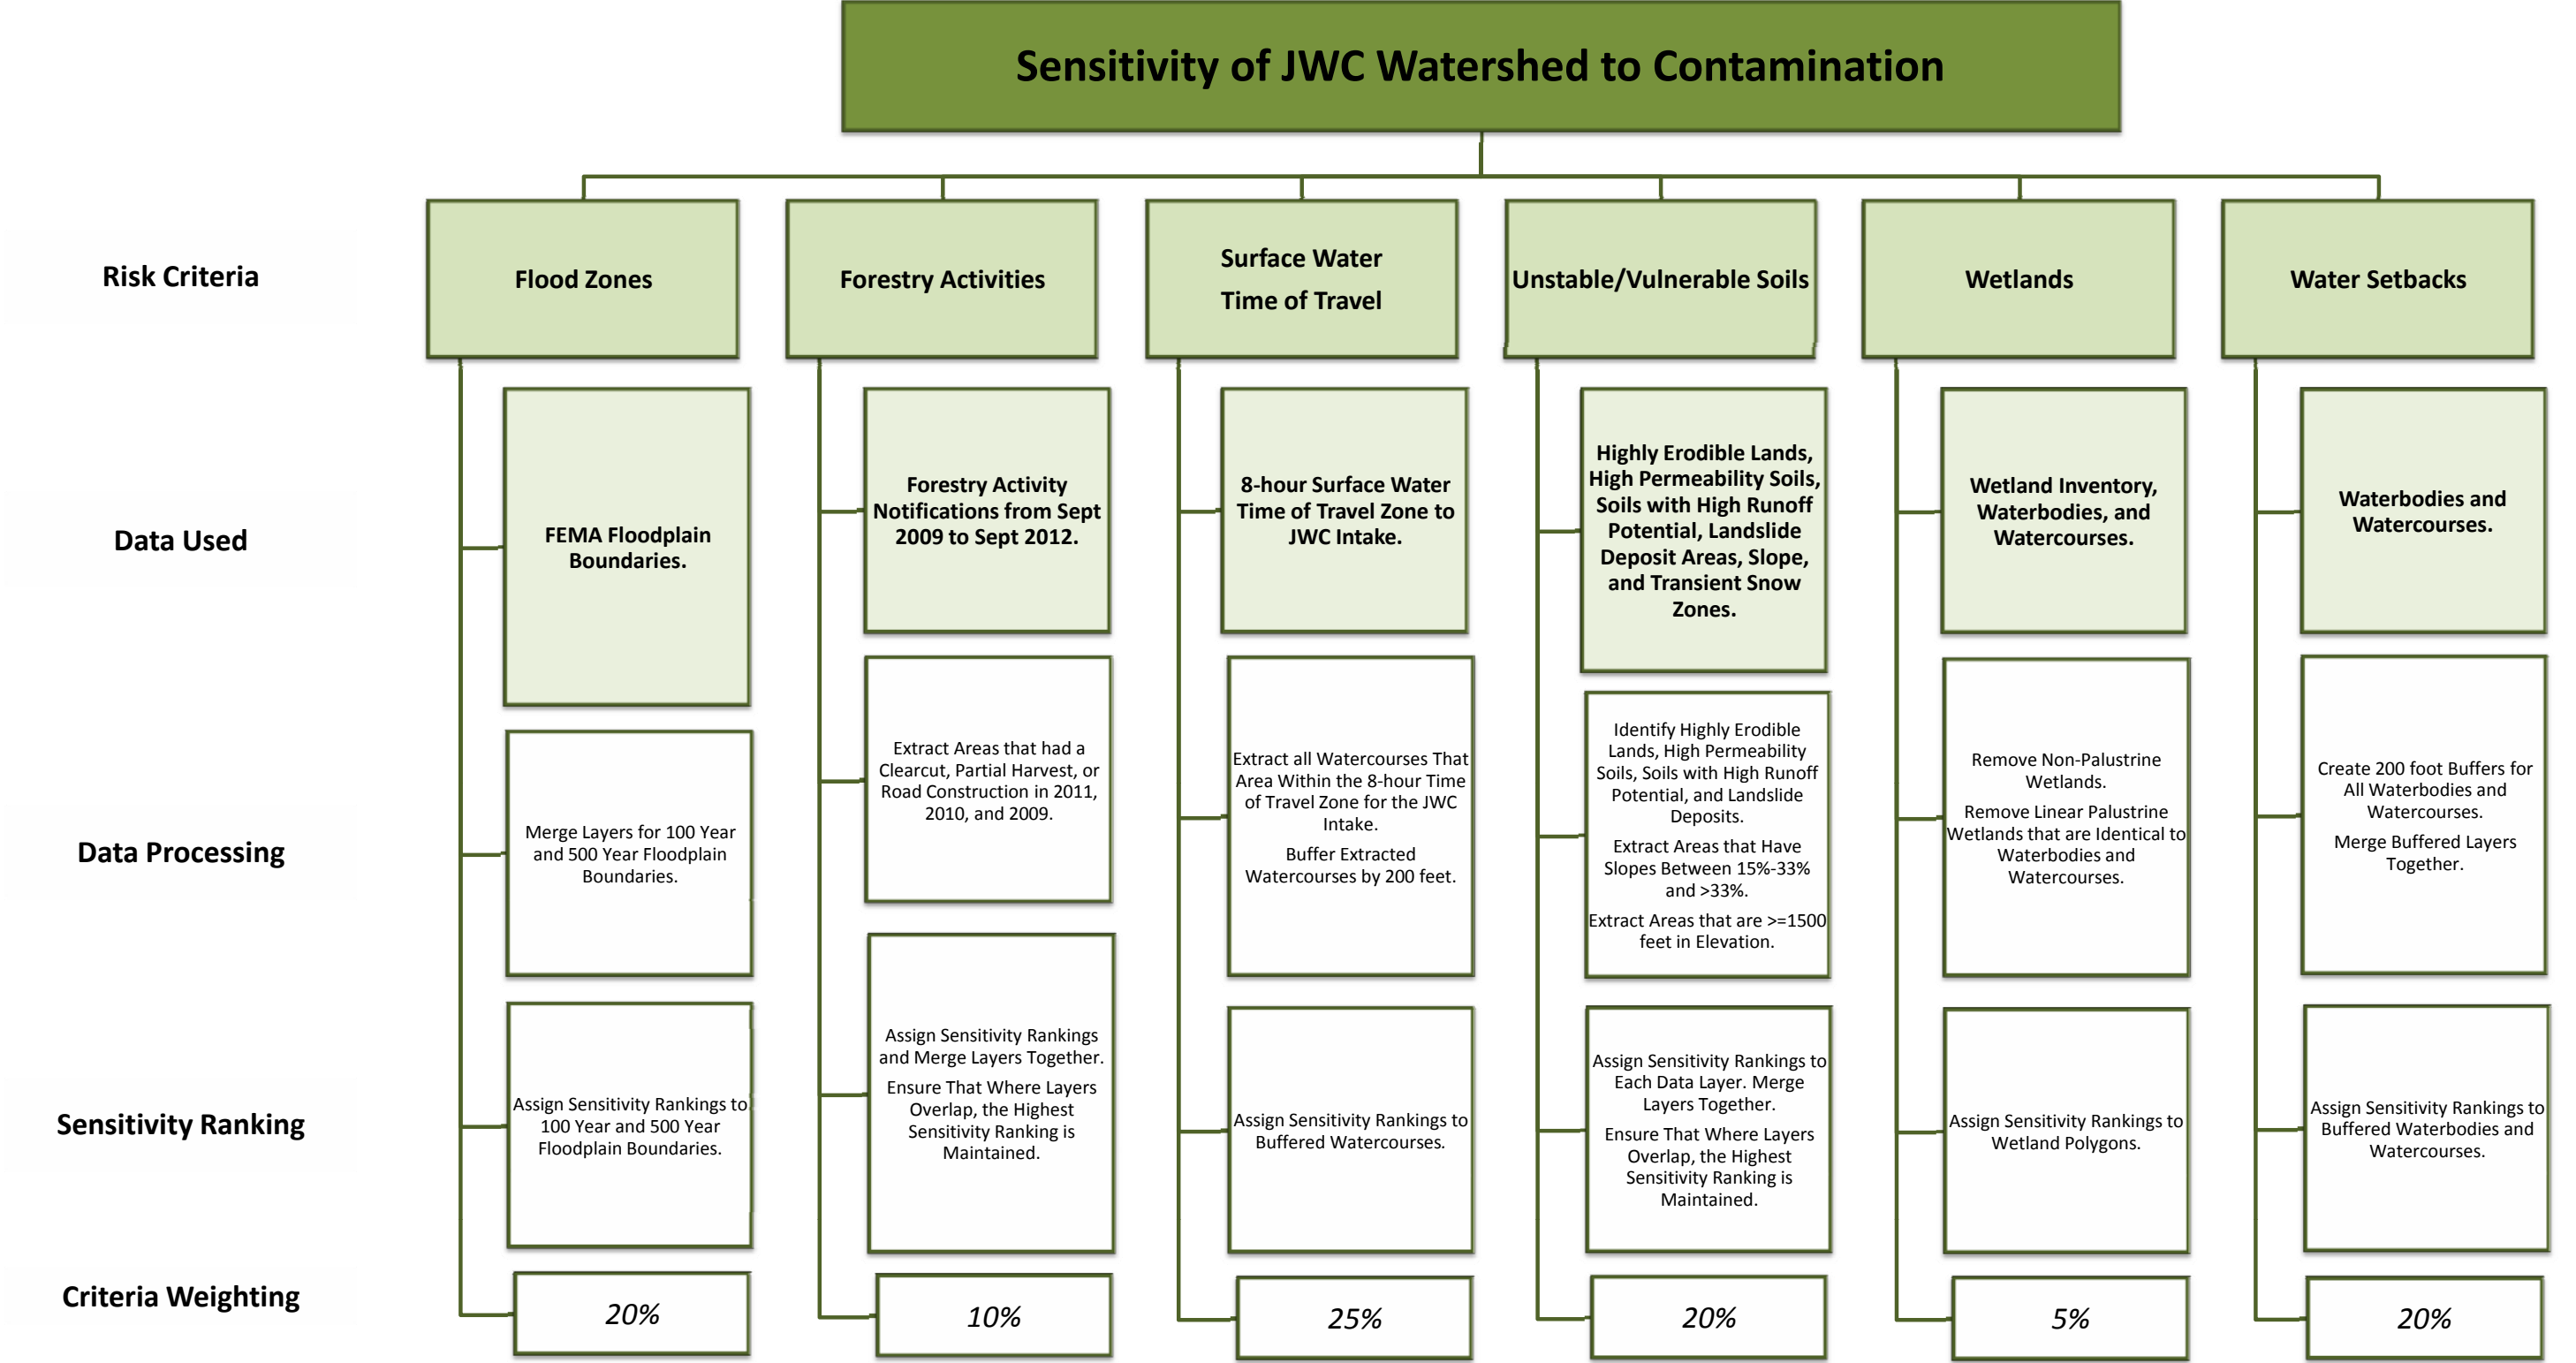 Sensitivity of JWC Watershed to Contamination
Risk Criteria
Flood Zones
Forestry Activities
Surface Water
Time of Travel
Unstable/Vulnerable Soils
Wetlands
Water Setbacks
Data Used
FEMA Floodplain
Boundaries.
Forestry Activity
Notifications from Sept
2009 to Sept 2012.
8-hour Surface Water
Time of Travel Zone to
JWC Intake.
Highly Erodible Lands,
High Permeability Soils,
Soils with High Runoff
Potential, Landslide
Deposit Areas, Slope,
and Transient Snow
Zones.
Wetland Inventory,
Waterbodies, and
Watercourses.
Waterbodies and
Watercourses.
Data Processing
Merge Layers for 100 Year
and 500 Year Floodplain
Boundaries.
Extract Areas that had a
Clearcut, Partial Harvest, or
Road Construction in 2011,
2010, and 2009.
Extract all Watercourses That
Area Within the 8-hour Time
of Travel Zone for the JWC
Intake.
Buffer Extracted
Watercourses by 200 feet.
Identify Highly Erodible
Lands, High Permeability
Soils, Soils with High Runoff
Potential, and Landslide
Deposits.
Extract Areas that Have
Slopes Between 15%-33%
and >33%.
Extract Areas that are >=1500
feet in Elevation.
Remove Non-Palustrine
Wetlands.
Remove Linear Palustrine
Wetlands that are Identical to
Waterbodies and
Watercourses.
Create 200 foot Buffers for
All Waterbodies and
Watercourses.
Merge Buffered Layers
Together.
Sensitivity Ranking
Assign Sensitivity Rankings to
100 Year and 500 Year
Floodplain Boundaries.
Assign Sensitivity Rankings
and Merge Layers Together.
Ensure That Where Layers
Overlap, the Highest
Sensitivity Ranking is
Maintained.
Assign Sensitivity Rankings to
Buffered Watercourses.
Assign Sensitivity Rankings to
Each Data Layer. Merge
Layers Together.
Ensure That Where Layers
Overlap, the Highest
Sensitivity Ranking is
Maintained.
Assign Sensitivity Rankings to
Wetland Polygons.
Assign Sensitivity Rankings to
Buffered Waterbodies and
Watercourses.
Criteria Weighting
20%
10%
25%
20%
5%
20%